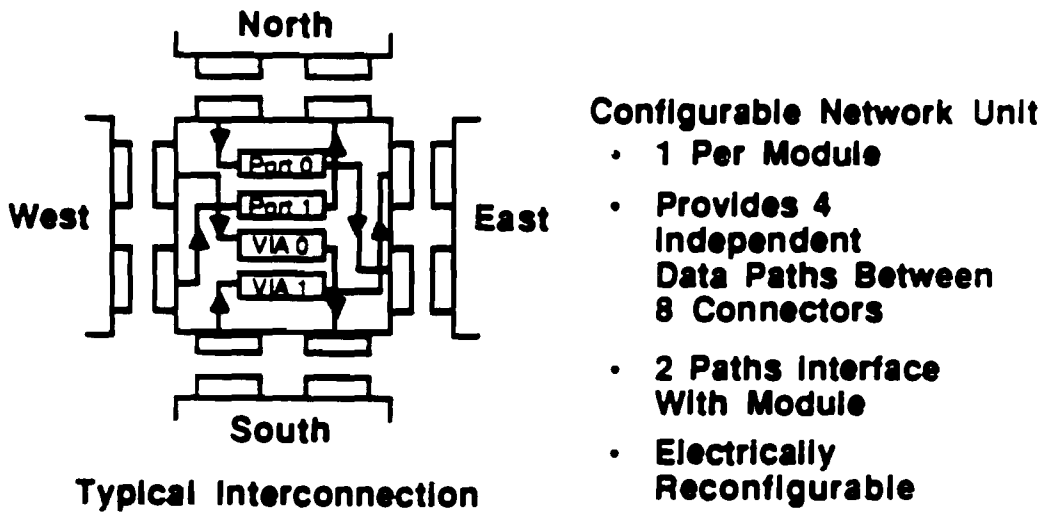 North
West
East
South
Port 0
Port 1
VIA 0
VIA 1
Typical Interconnection
Configurable Network Unit
• 1 Per Module
• Provides 4
Independent
Data Paths Between
8 Connectors
• 2 Paths Interface
With Module
• Electrically
Reconfigurable